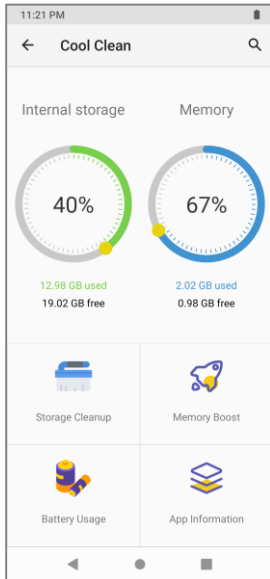 11:21 PM
Cool Clean
Internal storage Memory
40% 67%
12.98 GB used 2.02 GB used
19.02 GB free 0.98 GB free
Storage Cleanup Memory Boost
Battery Usage App Information